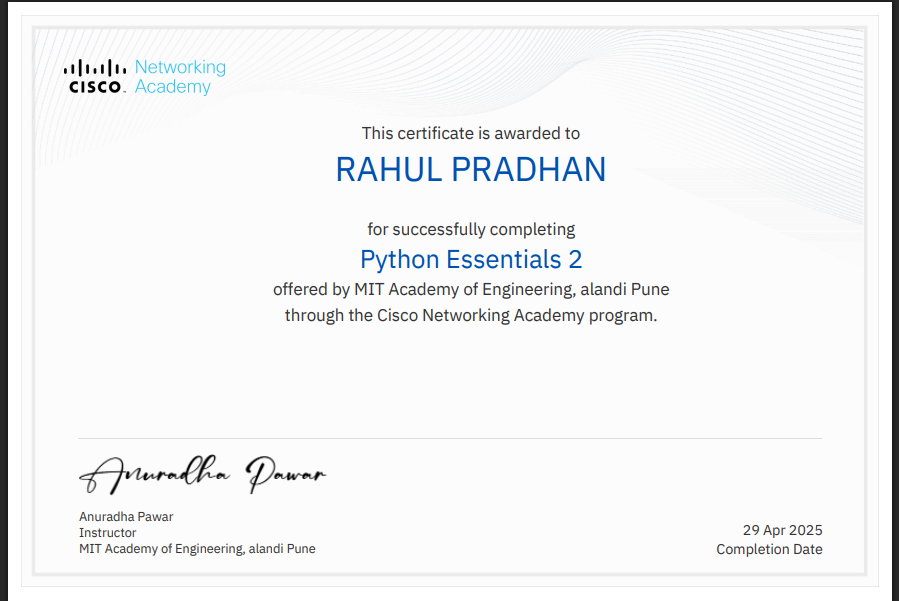 CISCO Networking
Academy
This certificate is awarded to
RAHUL PRADHAN
for successfully completing
Python Essentials 2
offered by MIT Academy of Engineering, alandi Pune
through the Cisco Networking Academy program.
Anuradha Pawar
Anuradha Pawar
Instructor
MIT Academy of Engineering, alandi Pune
29 Apr 2025
Completion Date